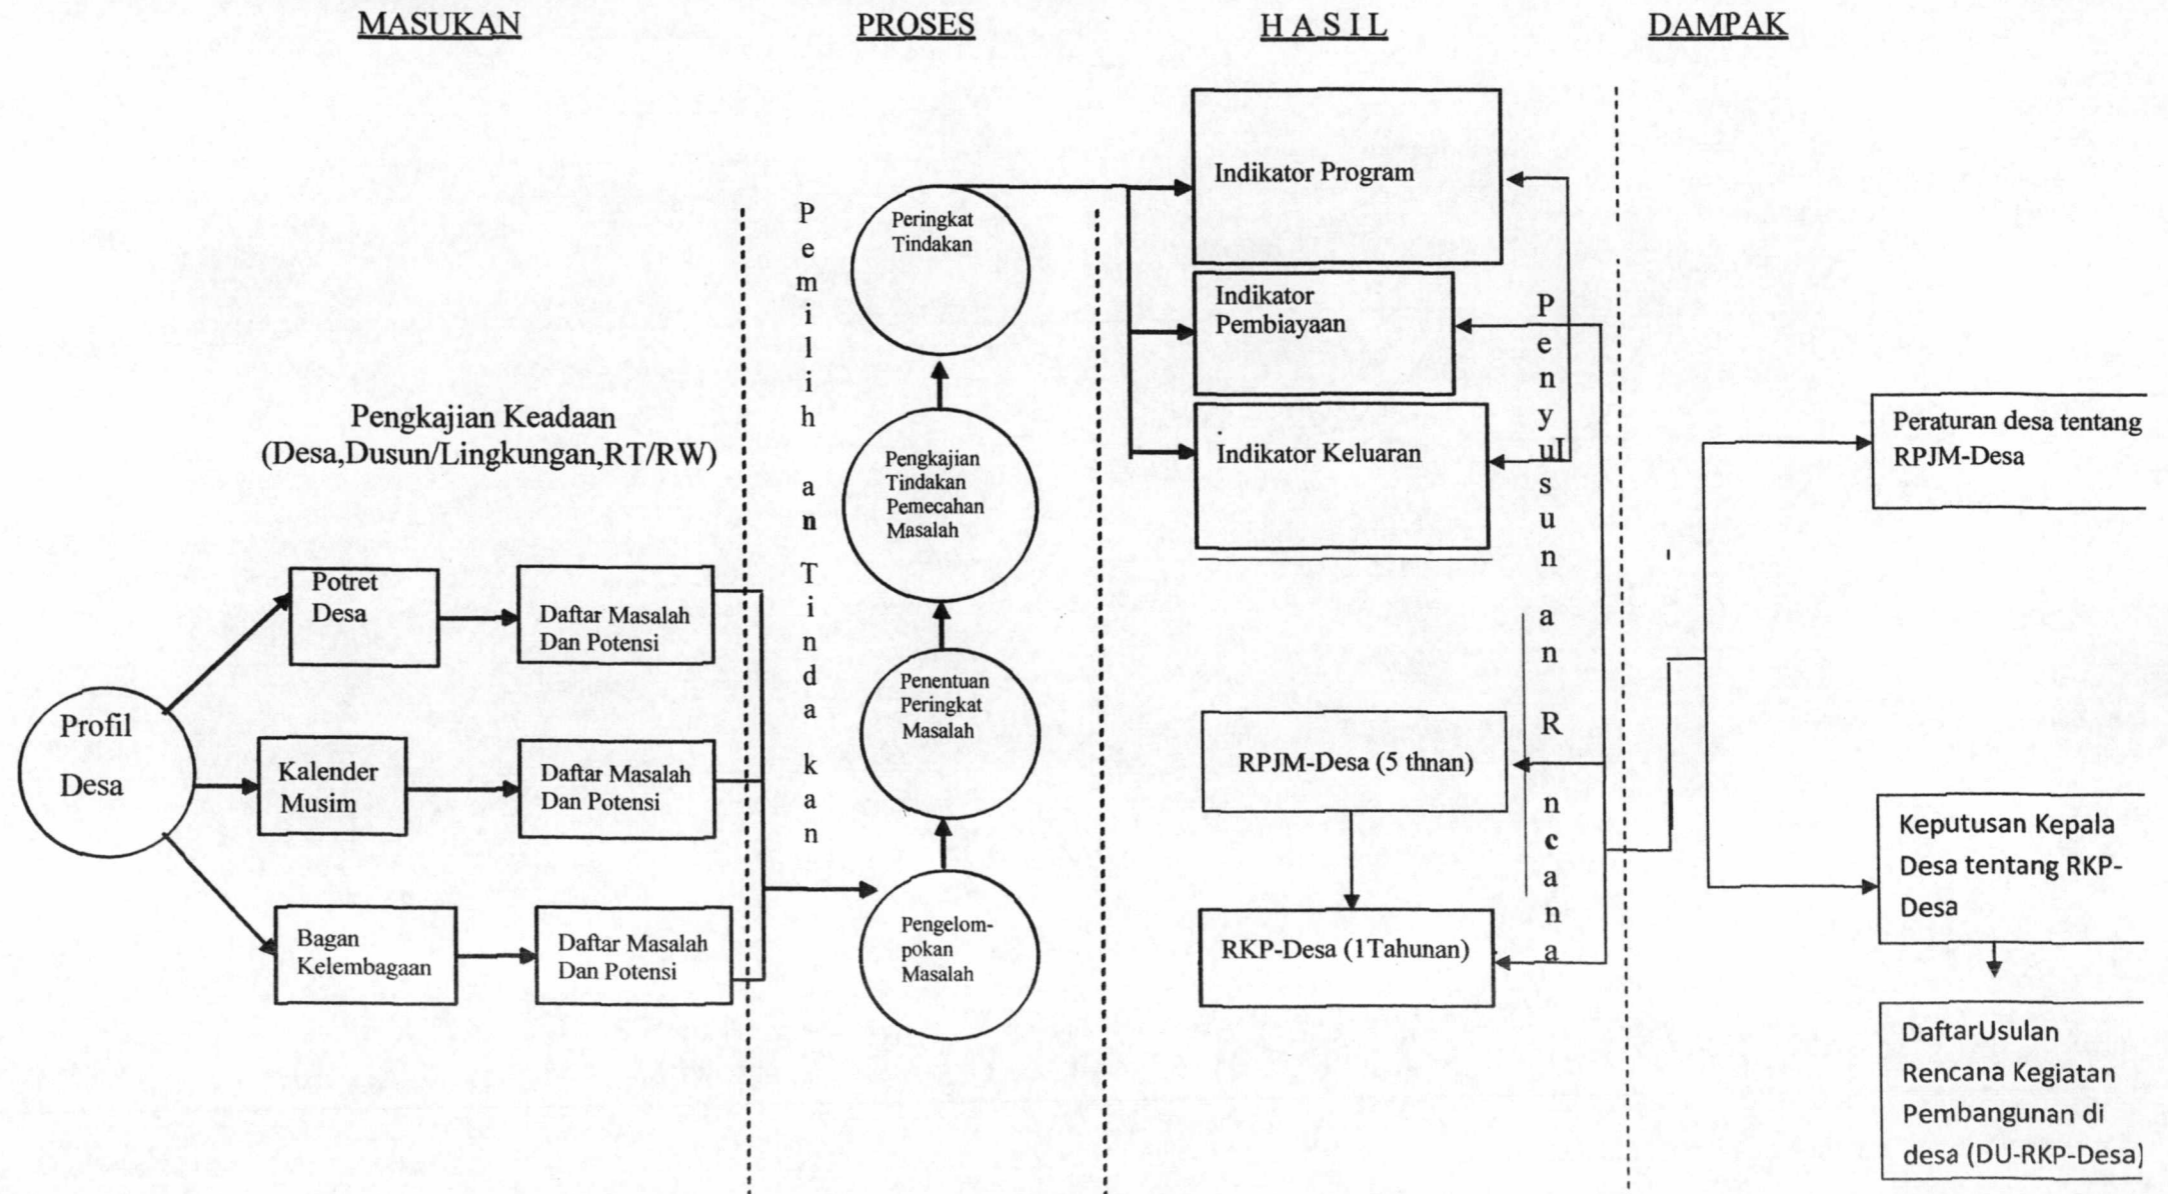 MASUKAN
PROSES
H A S I L
DAMPAK
Pengkajian Keadaan
(Desa,Dusun/Lingkungan,RT/RW)
Profil
Desa
Potret
Desa
Daftar Masalah
Dan Potensi
Kalender
Musim
Daftar Masalah
Dan Potensi
Bagan
Kelembagaan
Daftar Masalah
Dan Potensi
P
e
m
i
l
i
h
a
n
T
i
n
d
a
k
a
n
Peringkat
Tindakan
Pengkajian
Tindakan
Pemecahan
Masalah
Penentuan
Peringkat
Masalah
Pengelom-
pokan
Masalah
Indikator Program
Indikator
Pembiayaan
Indikator Keluaran
RPJM-Desa (5 thnan)
RKP-Desa (1Tahunan)
P
e
n
y
u
s
u
n
a
n
R
n
c
a
n
a
Peraturan desa tentang
RPJM-Desa
Keputusan Kepala
Desa tentang RKP-
Desa
DaftarUsulan
Rencana Kegiatan
Pembangunan di
desa (DU-RKP-Desa)